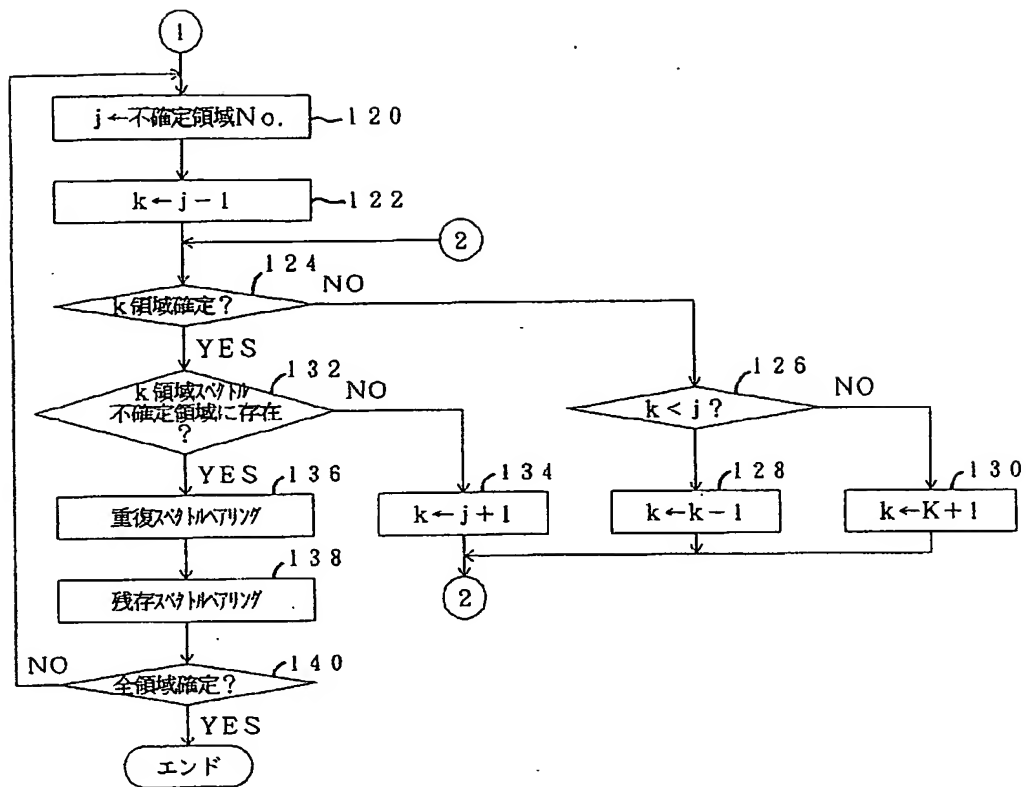 1
j←不確定領域No.
120
k←j-1
122
2
124
k領域確定?
NO
YES
132
k領域スペクトル
不確定領域に存在
?
NO
YES
126
k<j?
NO
YES
136
重複スペクトルペアリング
134
k←j+1
128
k←k-1
130
k←K+1
138
残存スペクトルペアリング
2
140
全領域確定?
NO
YES
エンド